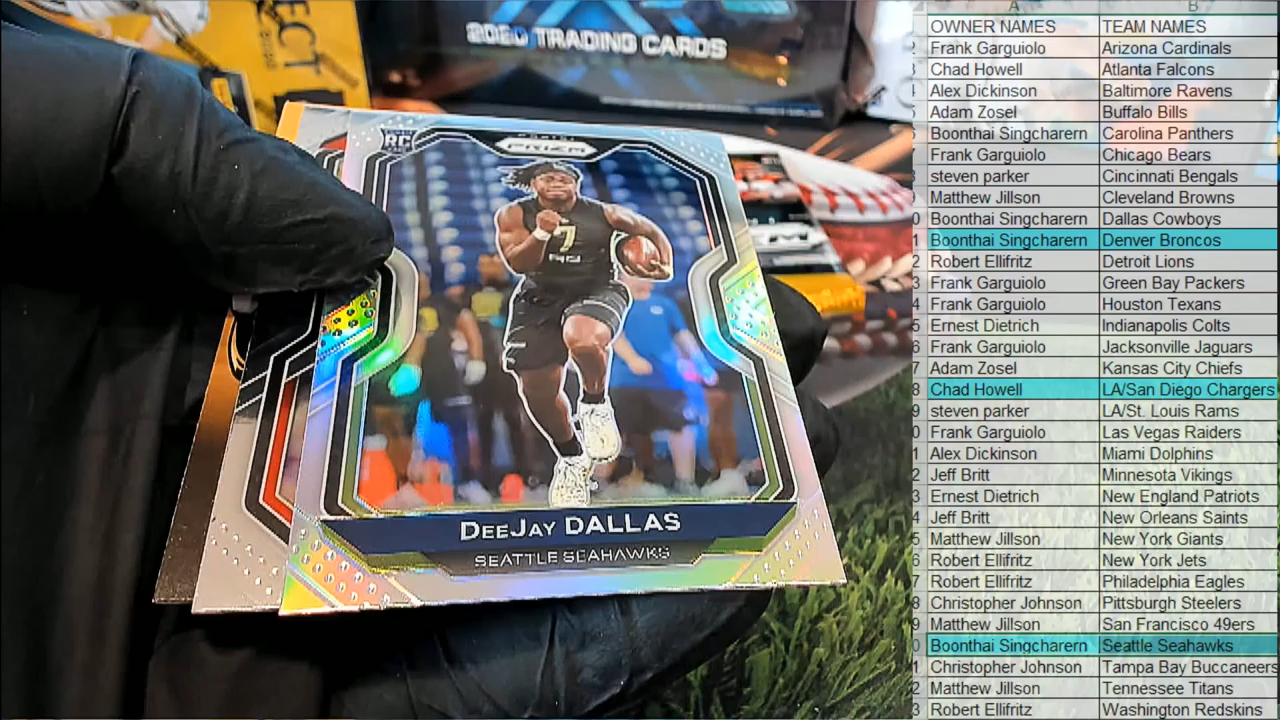 2020 TRADING CARDS
RC
PRIZM
7
DEEJAY DALLAS
SEATTLE SEAHAWKS
A B
OWNER NAMES TEAM NAMES
Frank Garguiolo Arizona Cardinals
Chad Howell Atlanta Falcons
Alex Dickinson Baltimore Ravens
Adam Zosel Buffalo Bills
Boonthai Singcharern Carolina Panthers
Frank Garguiolo Chicago Bears
steven parker Cincinnati Bengals
Matthew Jillson Cleveland Browns
Boonthai Singcharern Dallas Cowboys
Boonthai Singcharern Denver Broncos
Robert Ellifritz Detroit Lions
Frank Garguiolo Green Bay Packers
Frank Garguiolo Houston Texans
Ernest Dietrich Indianapolis Colts
Frank Garguiolo Jacksonville Jaguars
Adam Zosel Kansas City Chiefs
Chad Howell LA/San Diego Chargers
steven parker LA/St. Louis Rams
Frank Garguiolo Las Vegas Raiders
Alex Dickinson Miami Dolphins
Jeff Britt Minnesota Vikings
Ernest Dietrich New England Patriots
Jeff Britt New Orleans Saints
Matthew Jillson New York Giants
Robert Ellifritz New York Jets
Robert Ellifritz Philadelphia Eagles
Christopher Johnson Pittsburgh Steelers
Matthew Jillson San Francisco 49ers
Boonthai Singcharern Seattle Seahawks
Christopher Johnson Tampa Bay Buccaneers
Matthew Jillson Tennessee Titans
Robert Ellifritz Washington Redskins